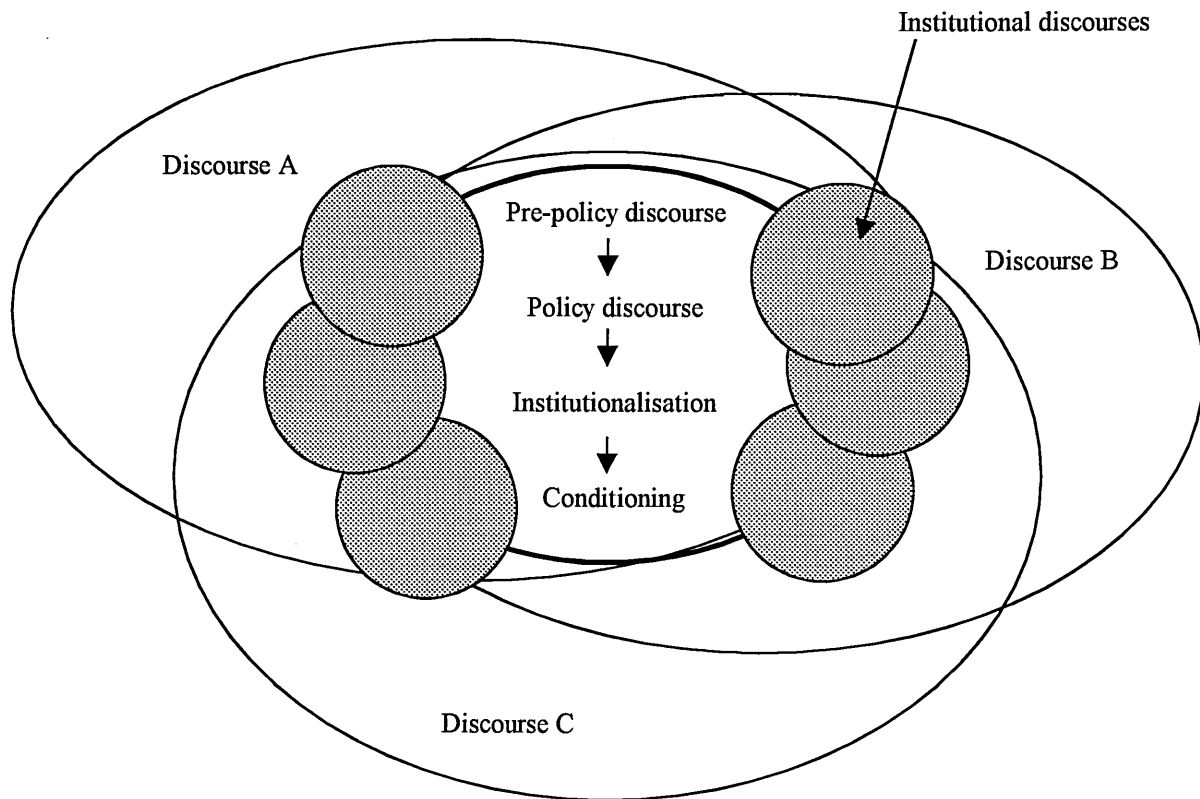 Institutional discourses
Discourse A
Pre-policy discourse
Discourse B
Policy discourse
Institutionalisation
Conditioning
Discourse C